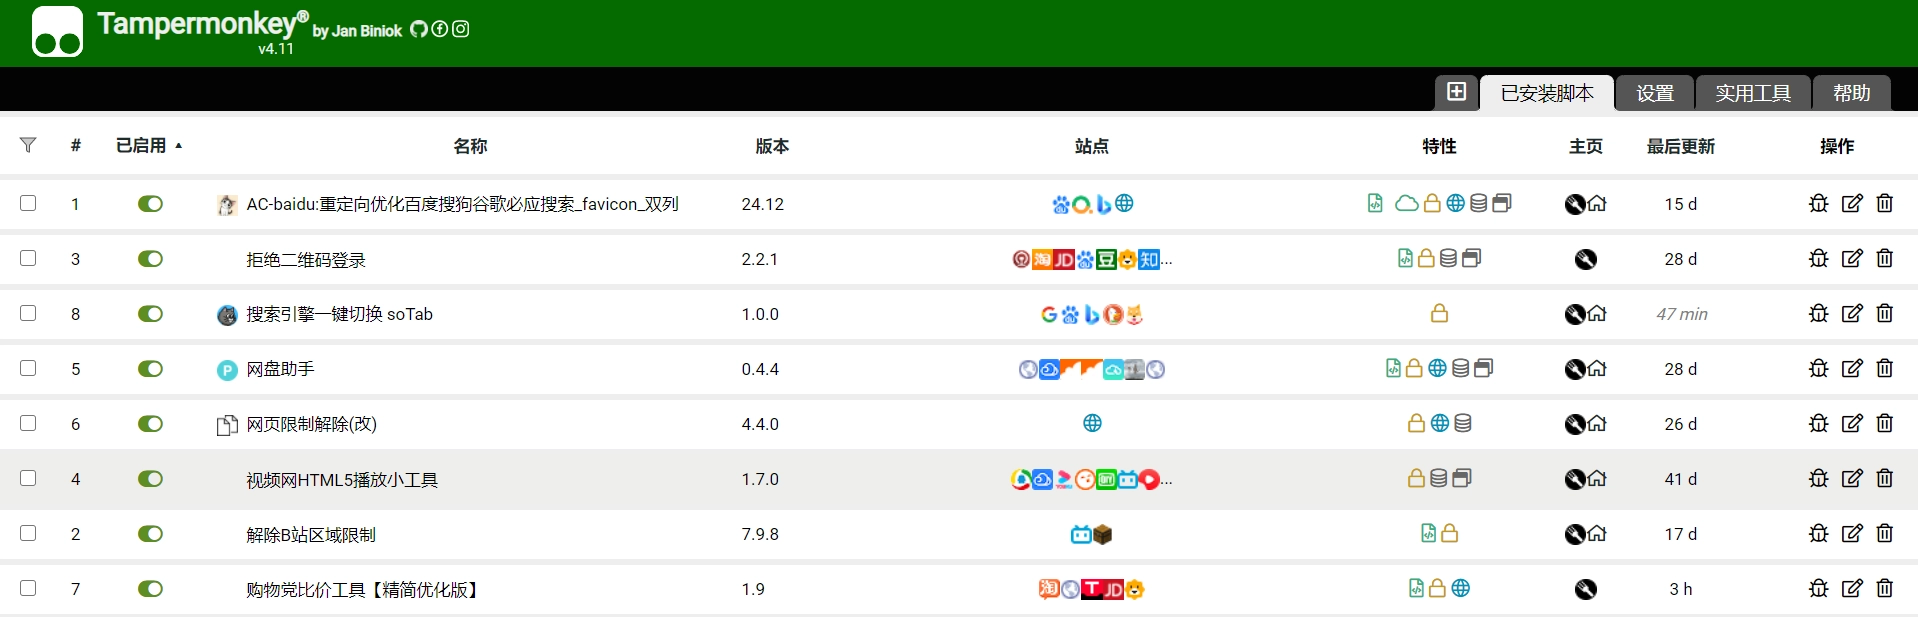 Tampermonkey® by Jan Biniok
v4.11
已安装脚本 设置 实用工具 帮助
# 已启用 名称 版本 站点 特性 主页 最后更新 操作
1 AC-baidu:重定向优化百度搜狗谷歌必应搜索_favicon_双列 24.12 15 d
3 拒绝二维码登录 2.2.1 淘 JD 豆 知 ... 28 d
8 搜索引擎一键切换 soTab 1.0.0 G 47 min
5 P 网盘助手 0.4.4 28 d
6 网页限制解除(改) 4.4.0 26 d
4 视频网HTML5播放小工具 1.7.0 ... 41 d
2 解除B站区域限制 7.9.8 17 d
7 购物党比价工具【精简优化版】 1.9 淘 T JD 3 h